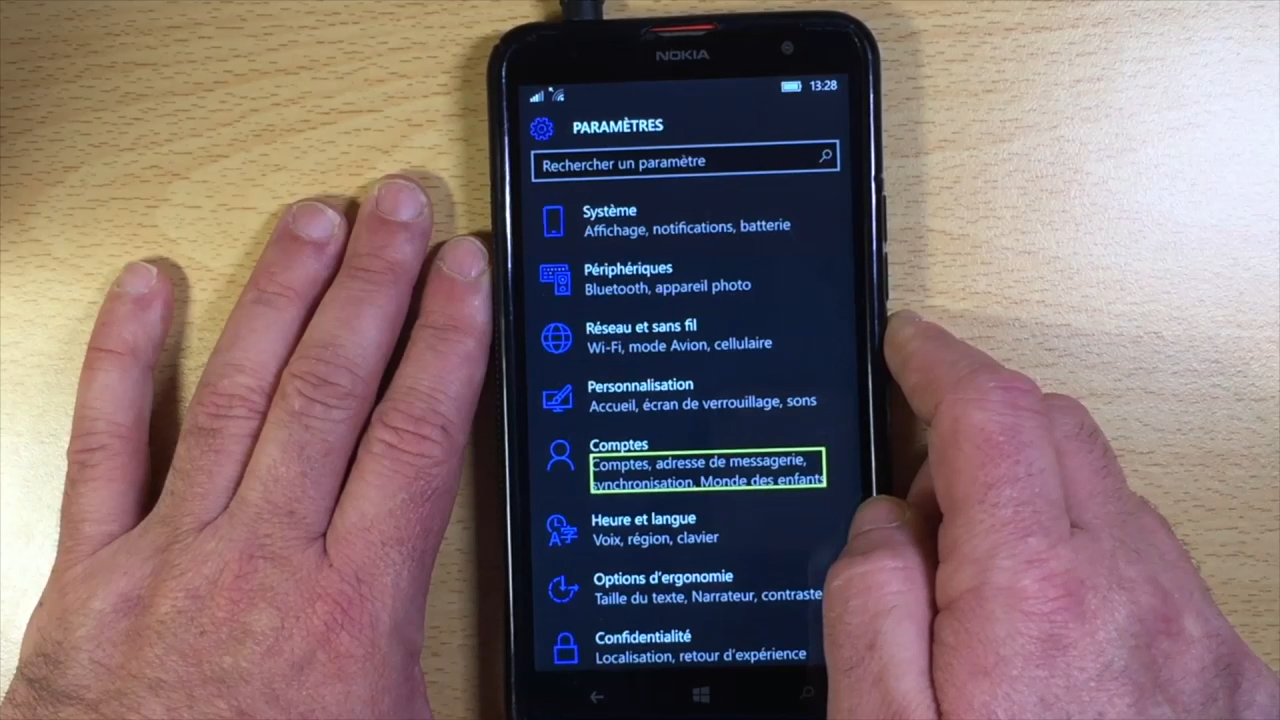 NOKIA
13:28
PARAMÈTRES
Rechercher un paramètre
Système
Affichage, notifications, batterie
Périphériques
Bluetooth, appareil photo
Réseau et sans fil
Wi-Fi, mode Avion, cellulaire
Personnalisation
Accueil, écran de verrouillage, sons
Comptes
Comptes, adresse de messagerie,
synchronisation, Monde des enfants
Heure et langue
Voix, région, clavier
Options d'ergonomie
Taille du texte, Narrateur, contraste
Confidentialité
Localisation, retour d'expérience